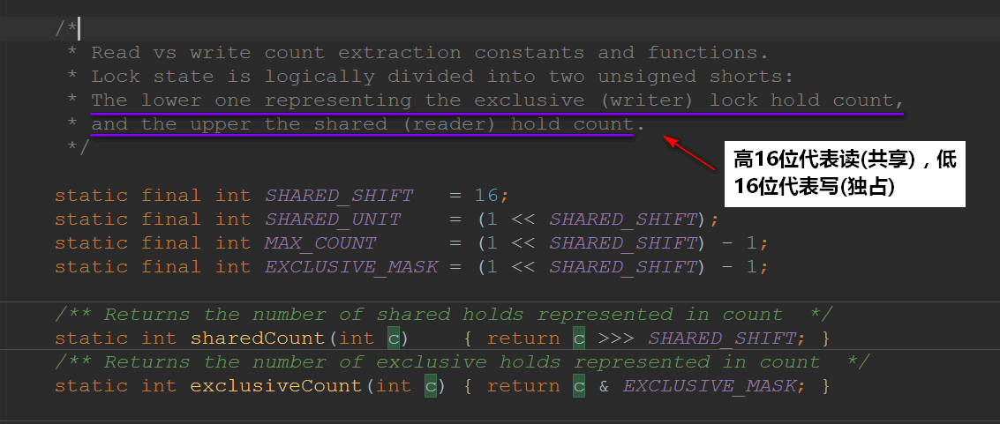 /*
* Read vs write count extraction constants and functions.
* Lock state is logically divided into two unsigned shorts:
* The lower one representing the exclusive (writer) lock hold count,
* and the upper the shared (reader) hold count.
*/
高16位代表读(共享)，低
16位代表写(独占)
static final int SHARED_SHIFT   = 16;
static final int SHARED_UNIT    = (1 << SHARED_SHIFT);
static final int MAX_COUNT      = (1 << SHARED_SHIFT) - 1;
static final int EXCLUSIVE_MASK = (1 << SHARED_SHIFT) - 1;
/** Returns the number of shared holds represented in count  */
static int sharedCount(int c)    { return c >>> SHARED_SHIFT; }
/** Returns the number of exclusive holds represented in count  */
static int exclusiveCount(int c) { return c & EXCLUSIVE_MASK; }